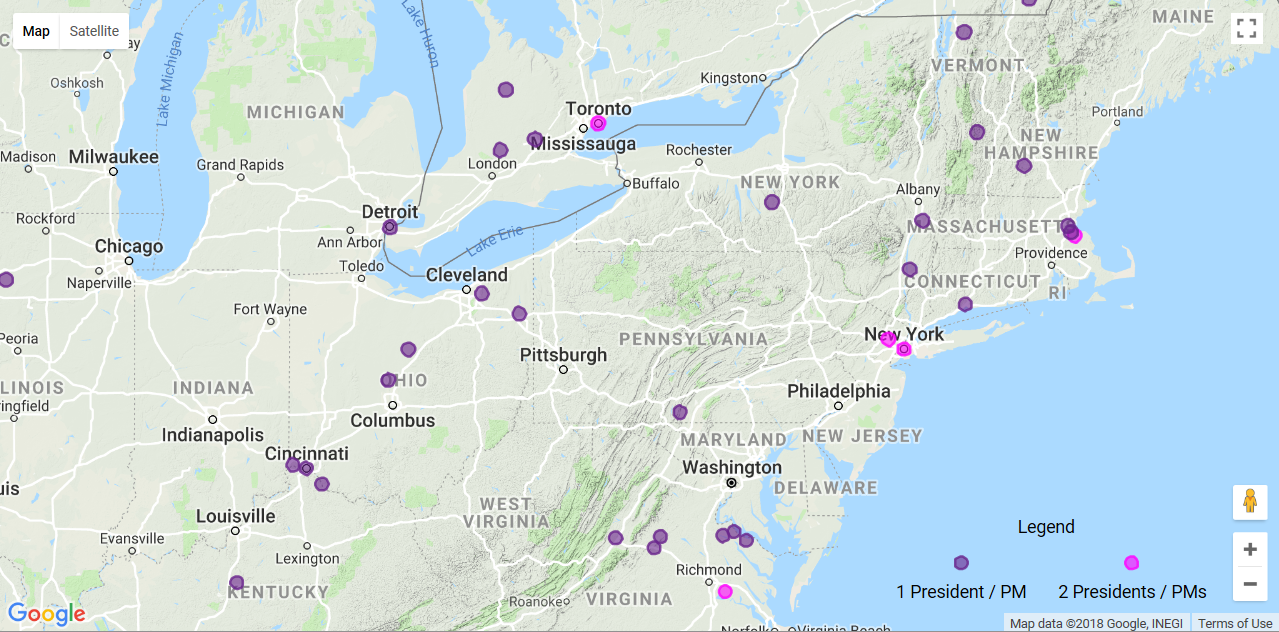 Map Satellite
MAINE
Lake Huron
Lake Michigan
Oshkosh
VERMONT
Kingston
MICHIGAN
Toronto
Portland
Mississauga
NEW
HAMPSHIRE
Madison
Milwaukee
Grand Rapids
London
Rochester
Buffalo
NEW YORK
Albany
Rockford
Detroit
MASSACHUSETT
Chicago
Ann Arbor
Lake Erie
Providence
Toledo
Cleveland
Naperville
CONNECTICUT
RI
Fort Wayne
Peoria
PENNSYLVANIA
New York
Pittsburgh
LINOIS
INDIANA
OHIO
Philadelphia
ingfield
Columbus
Indianapolis
MARYLAND
NEW JERSEY
Cincinnati
Washington
uis
DELAWARE
WEST
VIRGINIA
Louisville
Legend
Evansville
Lexington
Richmond
KENTUCKY
1 President / PM
2 Presidents / PMs
Roanoke
VIRGINIA
Google
Norfolk
Virginia Beach
Map data ©2018 Google, INEGI
Terms of Use